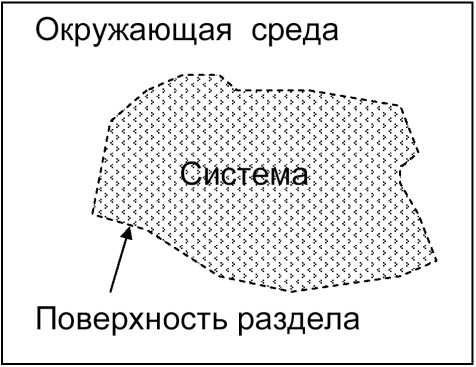 Окружающая среда
Система
Поверхность раздела